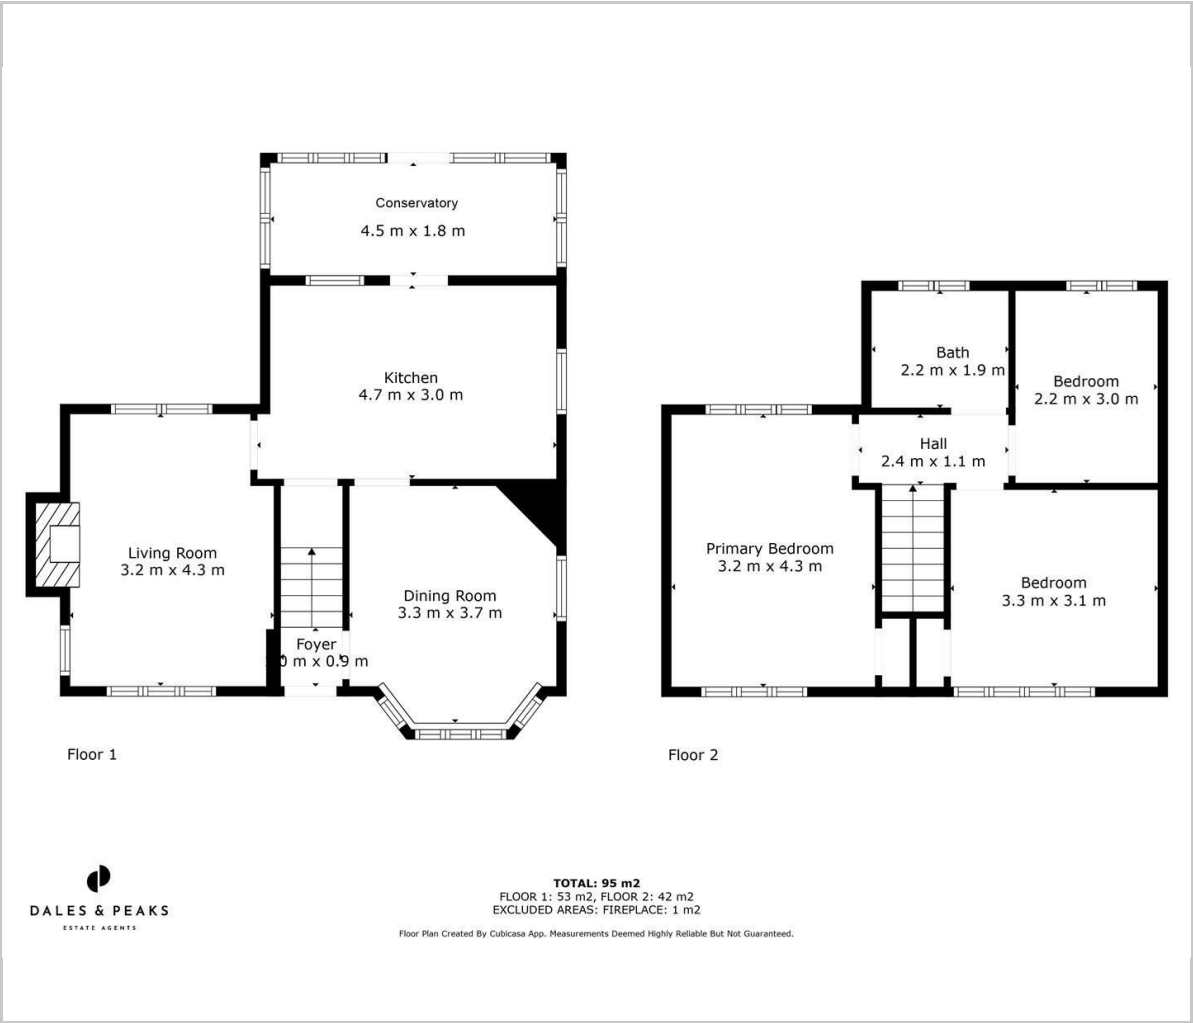 Conservatory
4.5 m x 1.8 m
Kitchen
4.7 m x 3.0 m
Living Room
3.2 m x 4.3 m
Dining Room
3.3 m x 3.7 m
Foyer
0 m x 0.9 m
Floor 1
Bath
2.2 m x 1.9 m
Bedroom
2.2 m x 3.0 m
Hall
2.4 m x 1.1 m
Primary Bedroom
3.2 m x 4.3 m
Bedroom
3.3 m x 3.1 m
Floor 2
DALES & PEAKS
ESTATE AGENTS
TOTAL: 95 m2
FLOOR 1: 53 m2, FLOOR 2: 42 m2
EXCLUDED AREAS: FIREPLACE: 1 m2
Floor Plan Created By Cubicasa App. Measurements Deemed Highly Reliable But Not Guaranteed.